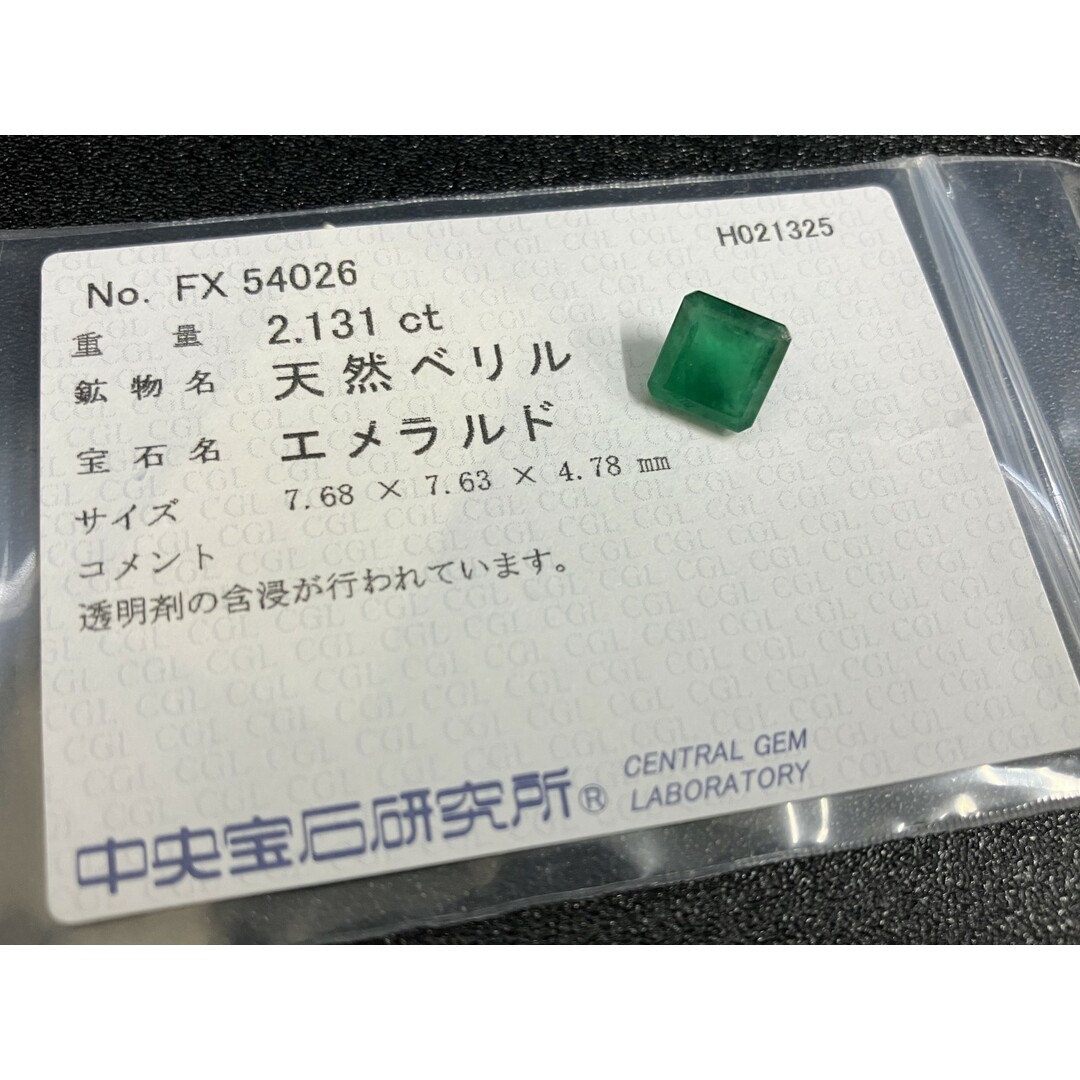 No. FX 54026
H021325
重量 2.131 ct
鉱物名 天然ベリル
宝石名 エメラルド
サイズ 7.68 × 7.63 × 4.78 mm
コメント
透明剤の含浸が行われています。
中央宝石研究所® CENTRAL GEM
LABORATORY